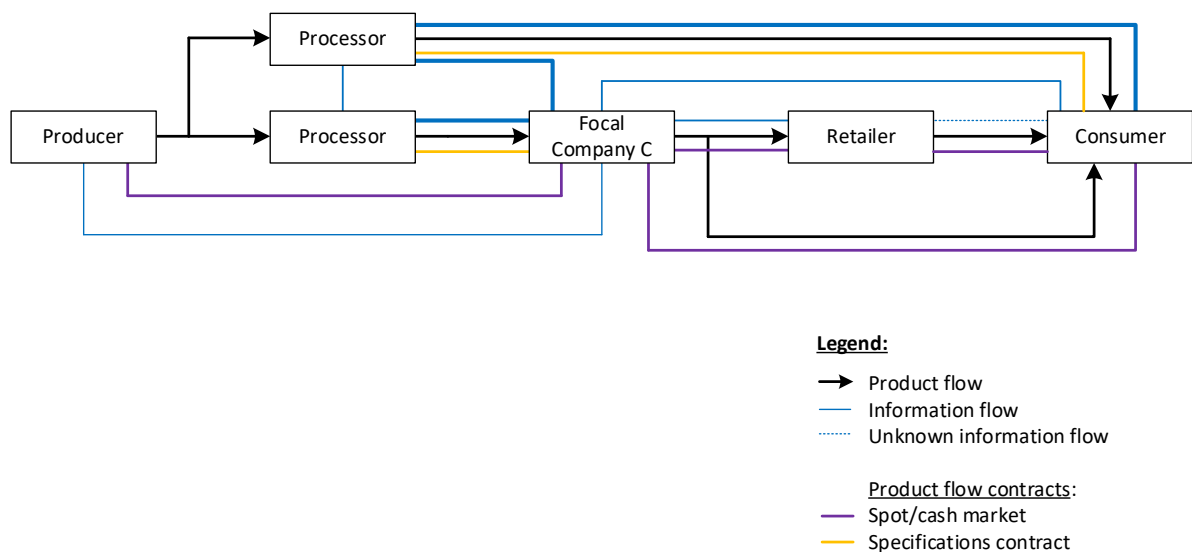 Processor
Producer
Processor
Focal
Company C
Retailer
Consumer
Legend:
Product flow
Information flow
Unknown information flow
Product flow contracts:
Spot/cash market
Specifications contract